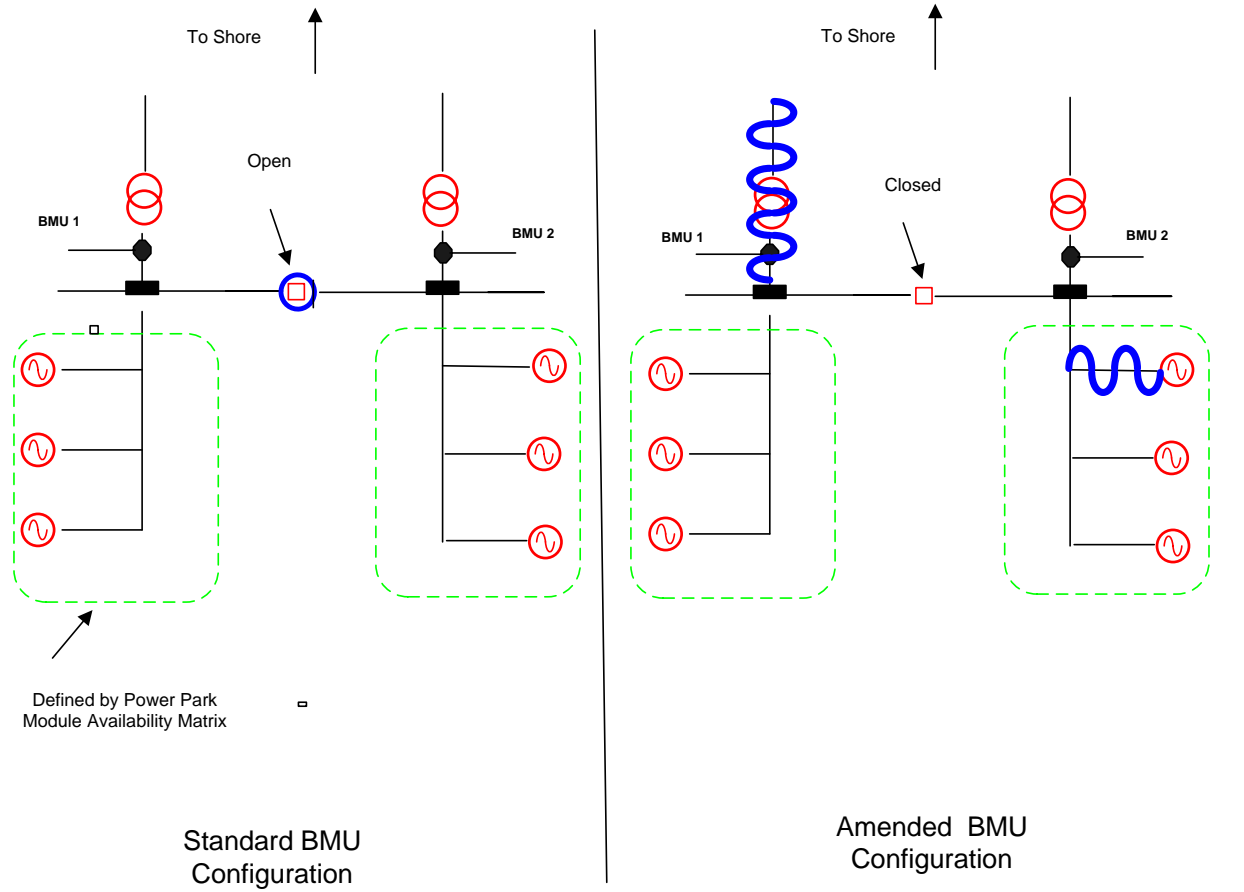 To Shore
Open
BMU 1
BMU 2
Defined by Power Park
Module Availability Matrix
Standard BMU
Configuration
To Shore
Closed
BMU 1
BMU 2
Amended BMU
Configuration